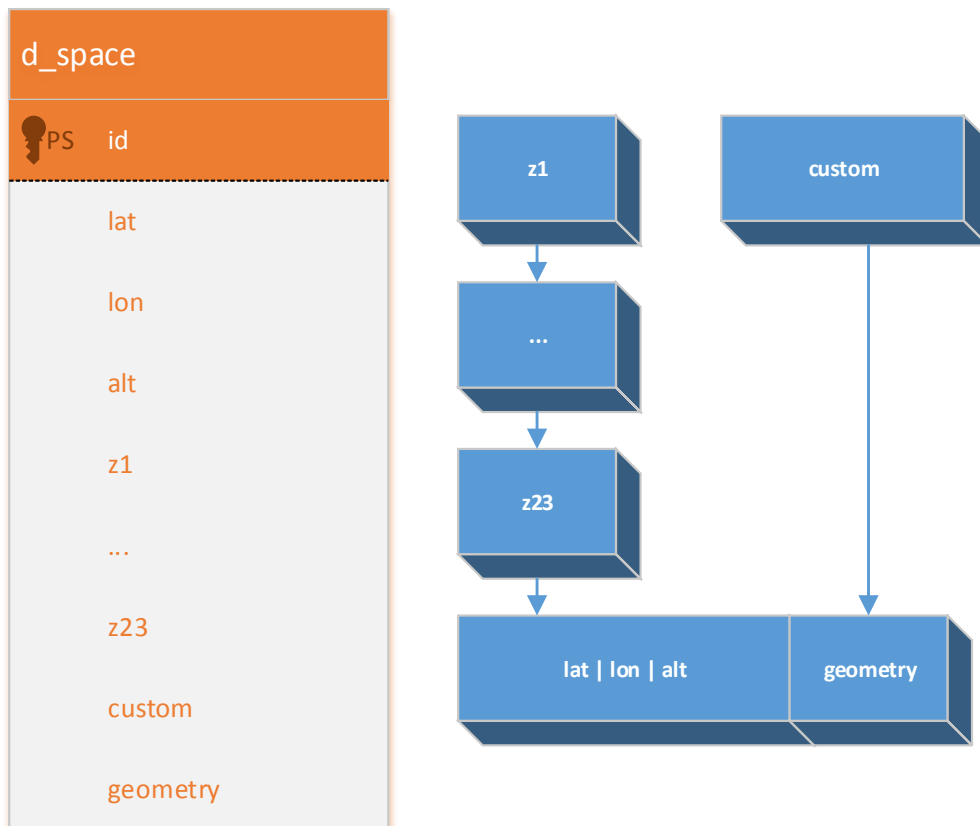 d_space
PS id
lat
lon
alt
z1
...
z23
custom
geometry
z1
custom
...
z23
lat | lon | alt
geometry